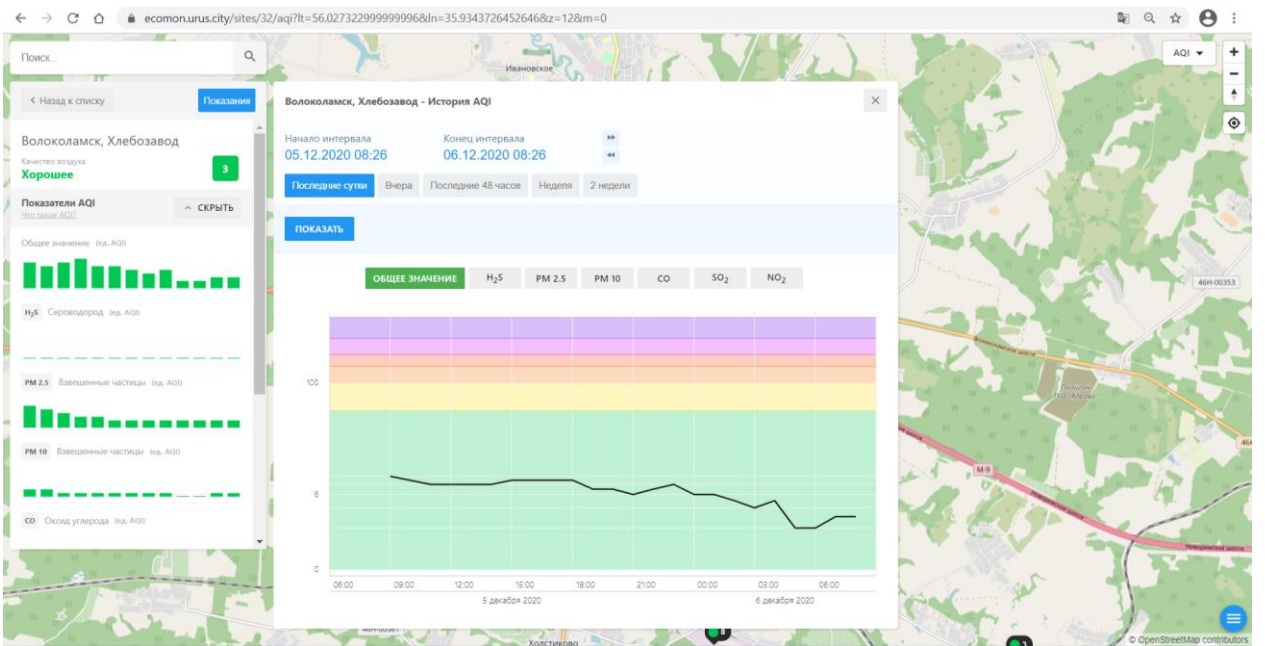 ecomon.urus.city/sites/32/aqi?lt=56.027322999999996&ln=35.9343726452646&z=12&m=0
Поиск...
Ивановское
AQI
Назад к списку
Показания
Волоколамск, Хлебозавод - История AQI
Волоколамск, Хлебозавод
Качество воздуха
Хорошее
3
Показатели AQI
Что такое AQI?
СКРЫТЬ
Общее значение (ед. AQI)
H₂S Сероводород (ед. AQI)
PM 2.5 Взвешенные частицы (ед. AQI)
PM 10 Взвешенные частицы (ед. AQI)
CO Оксид углерода (ед. AQI)
Начало интервала
Конец интервала
05.12.2020 08:26
06.12.2020 08:26
Последние сутки
Вчера
Последние 48 часов
Неделя
2 недели
ПОКАЗАТЬ
ОБЩЕЕ ЗНАЧЕНИЕ
H₂S
PM 2.5
PM 10
CO
SO₂
NO₂
100
6
0
06:00 09:00 12:00 15:00 18:00 21:00 00:00 03:00 06:00
5 декабря 2020
6 декабря 2020
46Н-00353
Волоколамское шоссе
Полигон
ТБО "Ядрово"
М-9
Новорижское шоссе
Новорижское шоссе
Холстиково
8
3
© OpenStreetMap contributors